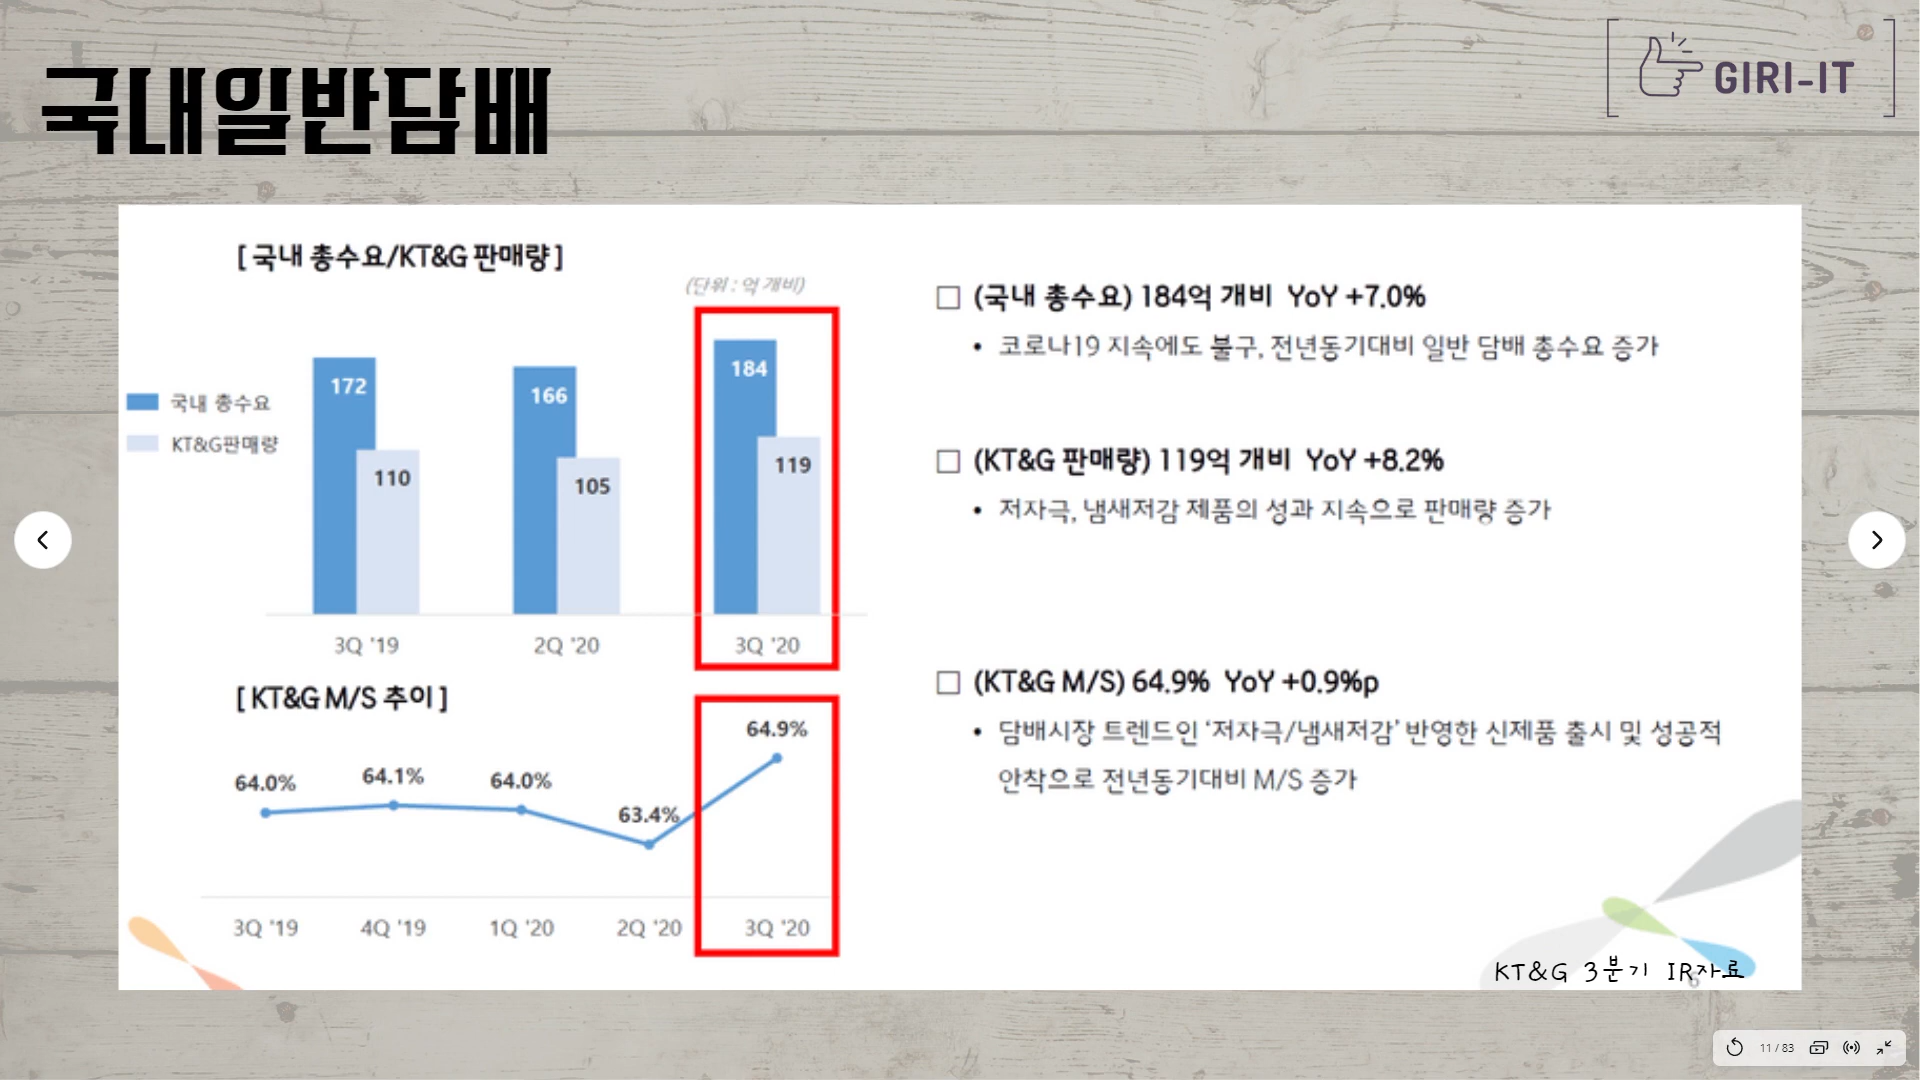 국내일반담배
GIRI-IT
[ 국내 총수요/KT&G 판매량 ]
(단위 : 억 개비)
국내 총수요
KT&G판매량
172
110
166
105
184
119
3Q '19
2Q '20
3Q '20
[ KT&G M/S 추이 ]
64.0%
64.1%
64.0%
63.4%
64.9%
3Q '19
4Q '19
1Q '20
2Q '20
3Q '20
□ (국내 총수요) 184억 개비 YoY +7.0%
• 코로나19 지속에도 불구, 전년동기대비 일반 담배 총수요 증가
□ (KT&G 판매량) 119억 개비 YoY +8.2%
• 저자극, 냄새저감 제품의 성과 지속으로 판매량 증가
□ (KT&G M/S) 64.9% YoY +0.9%p
• 담배시장 트렌드인 ‘저자극/냄새저감’ 반영한 신제품 출시 및 성공적
안착으로 전년동기대비 M/S 증가
KT&G 3분기 IR자료
11 / 83